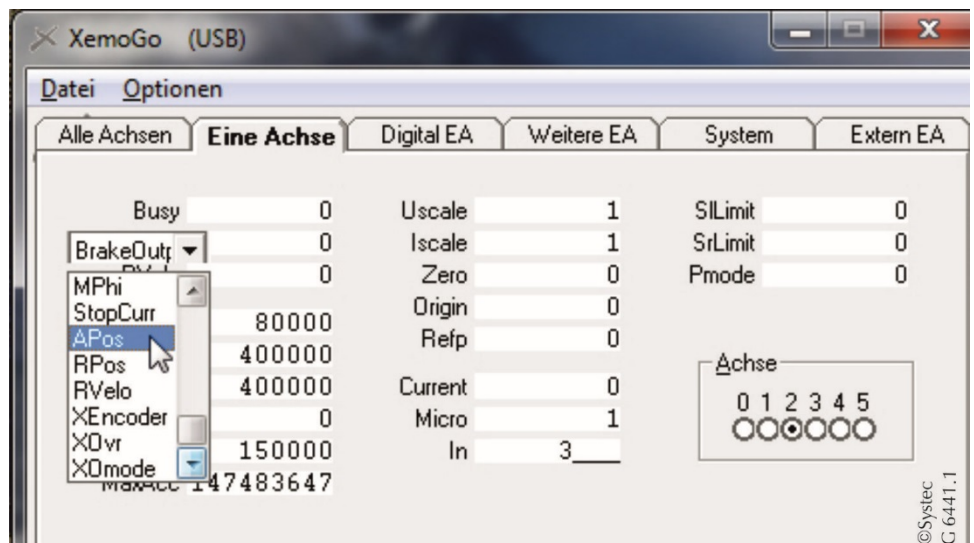 XemoGo (USB)
Datei Optionen
Alle Achsen Eine Achse Digital EA Weitere EA System Extern EA
Busy 0 Uscale 1 SlLimit 0
BrakeOutp 0 Iscale 1 SrLimit 0
0 Zero 0 Pmode 0
MPhi
StopCurr 80000 Origin 0
APos 400000 Refp 0
RPos
RVelo 400000 Current 0
XEncoder 0 Micro 1
XOvr 150000 In 3____
XOmode
MaxAcc 147483647
Achse
0 1 2 3 4 5
©Systec
G 6441.1